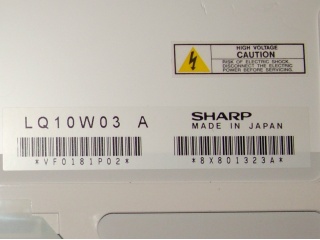 HIGH VOLTAGE
CAUTION
RISK OF ELECTRIC SHOCK.
DISCONNECT THE ELECTRIC
POWER BEFORE SERVICING.
LQ10W03 A
SHARP
MADE IN JAPAN
*VF0181P02*
*8X801323A*